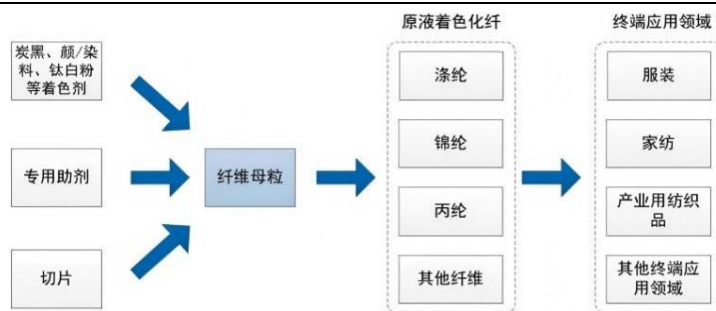 炭黑、颜/染
料、钛白粉
等着色剂
专用助剂
切片
纤维母粒
原液着色化纤
涤纶
锦纶
丙纶
其他纤维
终端应用领域
服装
家纺
产业用纺织
品
其他终端应
用领域